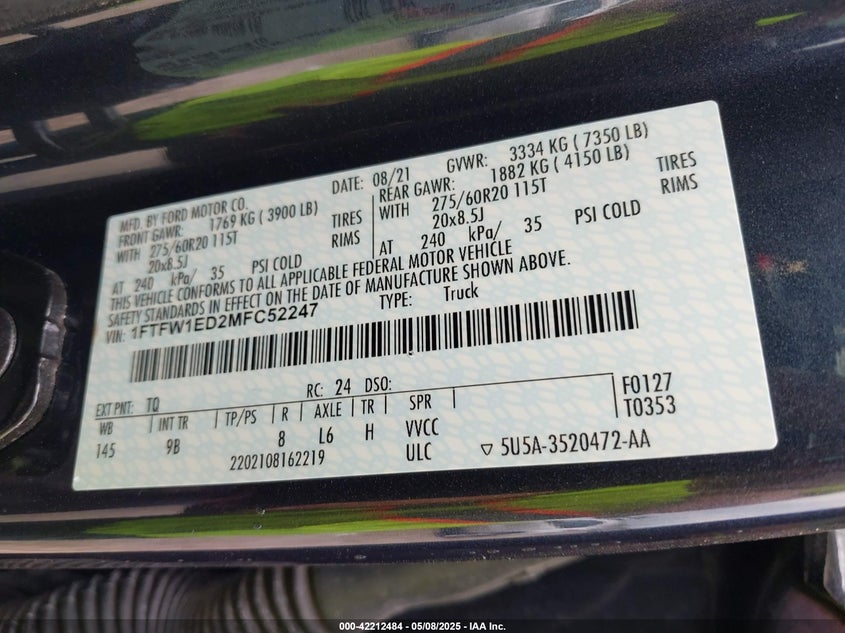 MFD. BY FORD MOTOR CO.
DATE: 08/21 GVWR: 3334 KG ( 7350 LB)
FRONT GAWR: 1769 KG ( 3900 LB) REAR GAWR: 1882 KG ( 4150 LB)
WITH 275/60R20 115T TIRES WITH 275/60R20 115T TIRES
20x8.5J RIMS 20x8.5J RIMS
AT 240 kPa/ 35 PSI COLD AT 240 kPa/ 35 PSI COLD
THIS VEHICLE CONFORMS TO ALL APPLICABLE FEDERAL MOTOR VEHICLE
SAFETY STANDARDS IN EFFECT ON THE DATE OF MANUFACTURE SHOWN ABOVE.
VIN: 1FTFW1ED2MFC52247 TYPE: Truck
EXT PNT: TQ RC: 24 DSO: F0127
WB INT TR TP/PS R AXLE TR SPR T0353
145 9B 8 L6 H VVCC
2202108162219 ULC ▽ 5U5A-3520472-AA
000-42212484 05/08/2025 - IAA Inc.